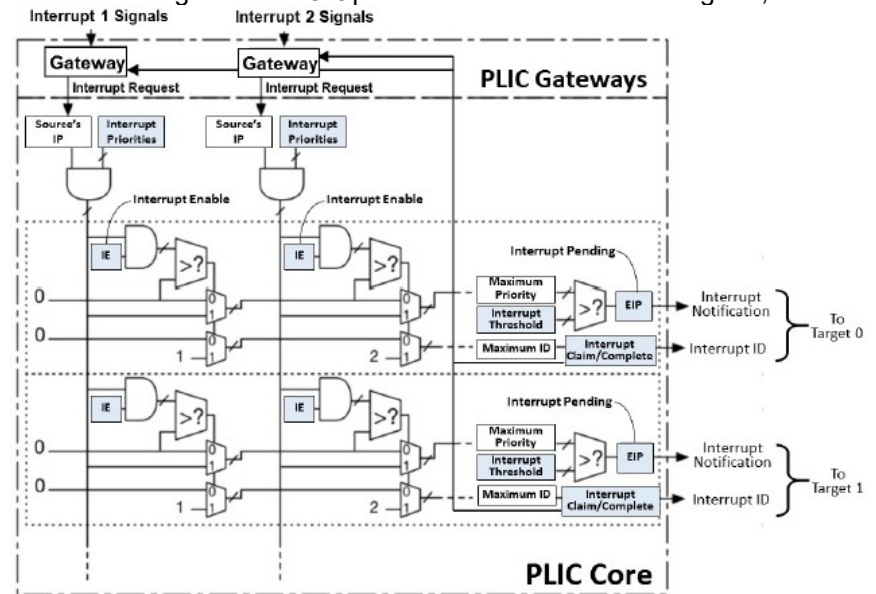 Interrupt 1 Signals
Interrupt 2 Signals
Gateway
Gateway
PLIC Gateways
Interrupt Request
Interrupt Request
Source's
IP
Interrupt
Priorities
Source's
IP
Interrupt
Priorities
Interrupt Enable
Interrupt Enable
IE
>?
IE
>?
Interrupt Pending
0
0
1
0
1
Maximum
Priority
Interrupt
Threshold
>?
EIP
Interrupt
Notification
To
Target 0
0
1
0
1
2
0
1
Maximum ID
Interrupt
Claim/Complete
Interrupt ID
IE
>?
IE
>?
Interrupt Pending
0
0
1
0
1
Maximum
Priority
Interrupt
Threshold
>?
EIP
Interrupt
Notification
To
Target 1
0
1
0
1
2
0
1
Maximum ID
Interrupt
Claim/Complete
Interrupt ID
PLIC Core